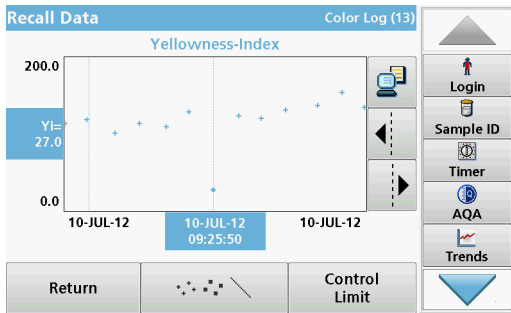 Recall Data
Color Log (13)
Yellowness-Index
200.0
Yi=
27.0
0.0
10-JUL-12
10-JUL-12
09:25:50
10-JUL-12
Return
Control
Limit
Login
Sample ID
Timer
AQA
Trends